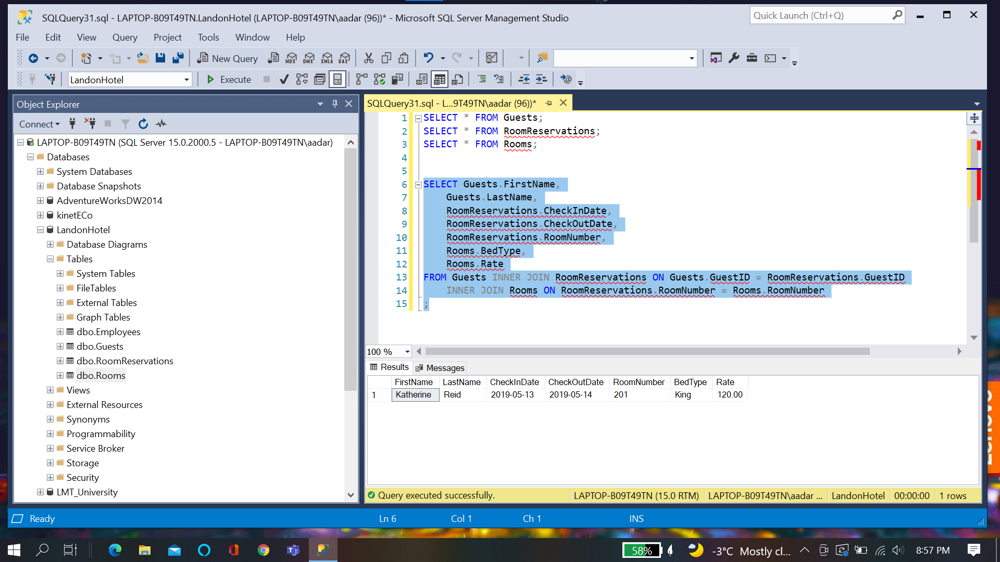 SQLQuery31.sql - LAPTOP-B09T49TN.LandonHotel (LAPTOP-B09T49TN\aadar (96))* - Microsoft SQL Server Management Studio
Quick Launch (Ctrl+Q)
File Edit View Query Project Tools Window Help
New Query MDX DMX XMLA DAX
LandonHotel Execute
Object Explorer
Connect
LAPTOP-B09T49TN (SQL Server 15.0.2000.5 - LAPTOP-B09T49TN\aadar)
Databases
System Databases
Database Snapshots
AdventureWorksDW2014
kinetECo
LandonHotel
Database Diagrams
Tables
System Tables
FileTables
External Tables
Graph Tables
dbo.Employees
dbo.Guests
dbo.RoomReservations
dbo.Rooms
Views
External Resources
Synonyms
Programmability
Service Broker
Storage
Security
LMT_University
SQLQuery31.sql - L...9T49TN\aadar (96))*
1 SELECT * FROM Guests;
2 SELECT * FROM RoomReservations;
3 SELECT * FROM Rooms;
4
5
6 SELECT Guests.FirstName,
7 Guests.LastName,
8 RoomReservations.CheckInDate,
9 RoomReservations.CheckOutDate,
10 RoomReservations.RoomNumber,
11 Rooms.BedType,
12 Rooms.Rate
13 FROM Guests INNER JOIN RoomReservations ON Guests.GuestID = RoomReservations.GuestID
14 INNER JOIN Rooms ON RoomReservations.RoomNumber = Rooms.RoomNumber
15 ;
100 %
Results Messages
FirstName LastName CheckInDate CheckOutDate RoomNumber BedType Rate
1 Katherine Reid 2019-05-13 2019-05-14 201 King 120.00
Query executed successfully. LAPTOP-B09T49TN (15.0 RTM) LAPTOP-B09T49TN\aadar ... LandonHotel 00:00:00 1 rows
Ready Ln 6 Col 1 Ch 1 INS
Lenovo
58% -3°C Mostly cl... 8:57 PM